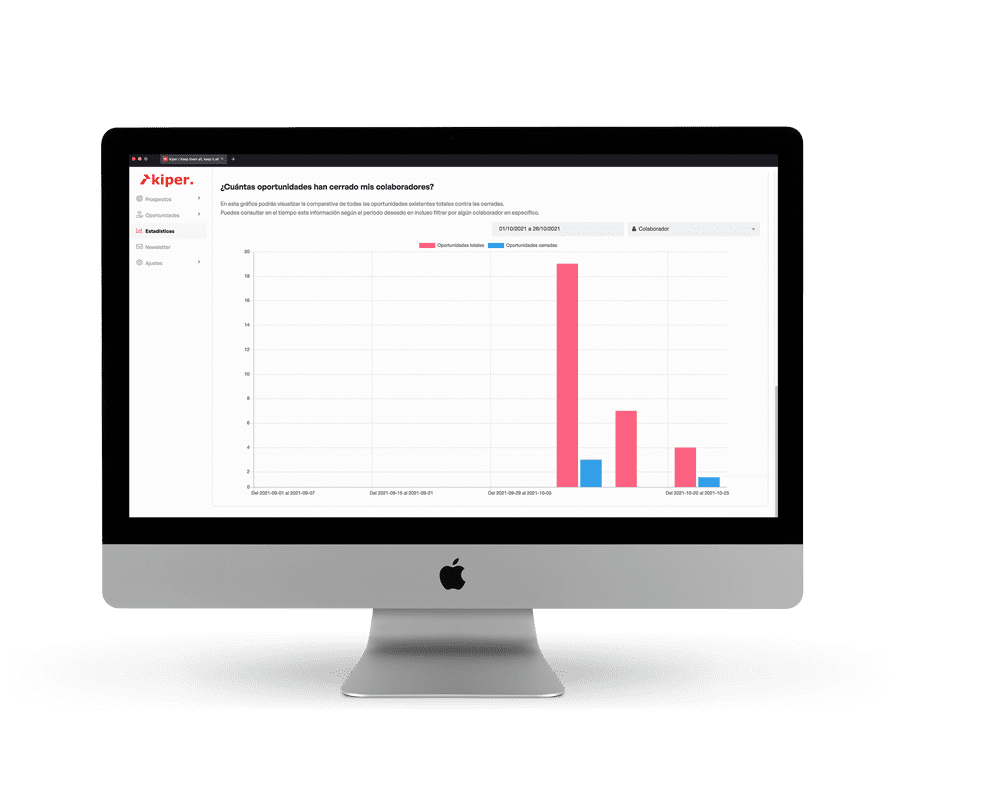 Kiper | Keep them all, keep it all
kiper.
Prospectos
Oportunidades
Estadísticas
Newsletter
Ajustes
¿Cuántas oportunidades han cerrado mis colaboradores?
En esta gráfica podrás visualizar la comperativa de todas las oportunidades existentes totales contra las cerradas.
Puedes consultar en el tiempo esta información según el periodo deseado en incluso filtrar por algún colaborador en específico.
01/10/2021 a 26/10/2021
Colaborador
Oportunidades totales Oportunidades cerradas
20
18
16
14
12
10
8
6
4
2
0
Del 2021-09-01 al 2021-09-07 Del 2021-09-15 al 2021-09-21 Del 2021-09-29 al 2021-10-05 Del 2021-10-20 al 2021-10-25